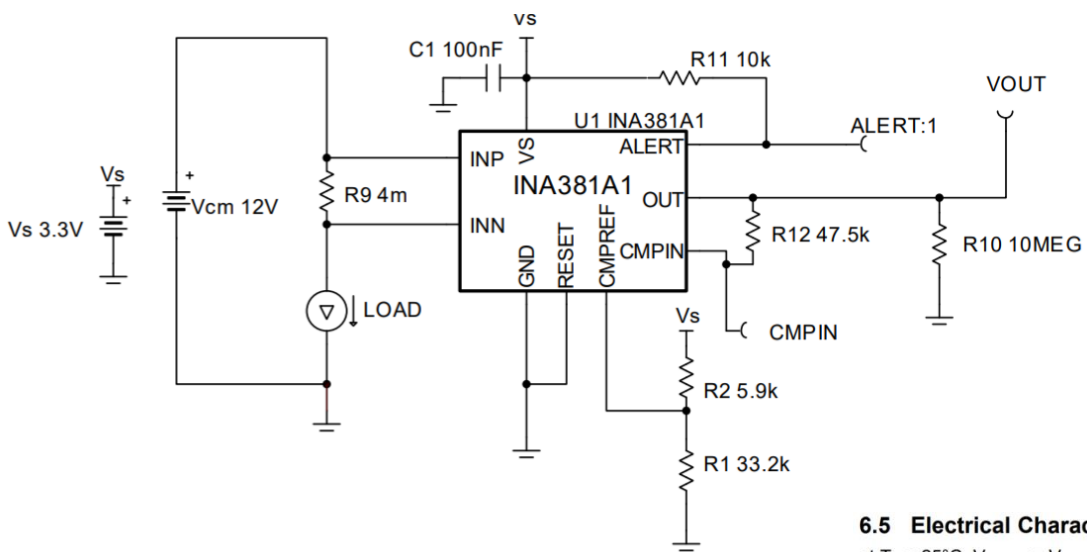 Vs
C1 100nF
R11 10k
VOUT
U1 INA381A1
ALERT:1
VS
ALERT
INP
INA381A1
Vs
+
+
R9 4m
OUT
Vs 3.3V
Vcm 12V
INN
R12 47.5k
R10 10MEG
CMPIN
GND
RESET
CMPREF
LOAD
Vs
CMPIN
R2 5.9k
R1 33.2k
6.5 Electrical Charac